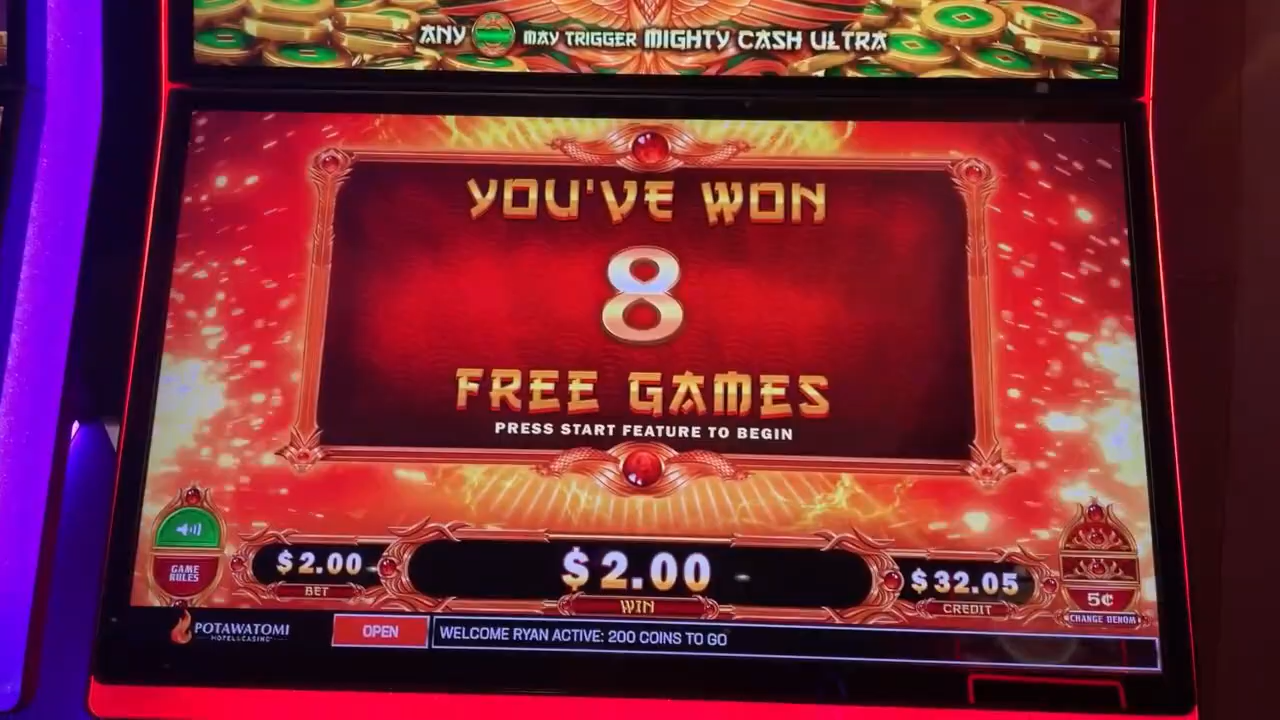 ANY MAY TRIGGER MIGHTY CASH ULTRA
YOU'VE WON
8
FREE GAMES
PRESS START FEATURE TO BEGIN
GAME
RULES
$2.00
BET
$2.00
WIN
$32.05
CREDIT
5¢
CHANGE DENOM
POTAWATOMI
HOTEL & CASINO
OPEN
WELCOME RYAN ACTIVE: 200 COINS TO GO